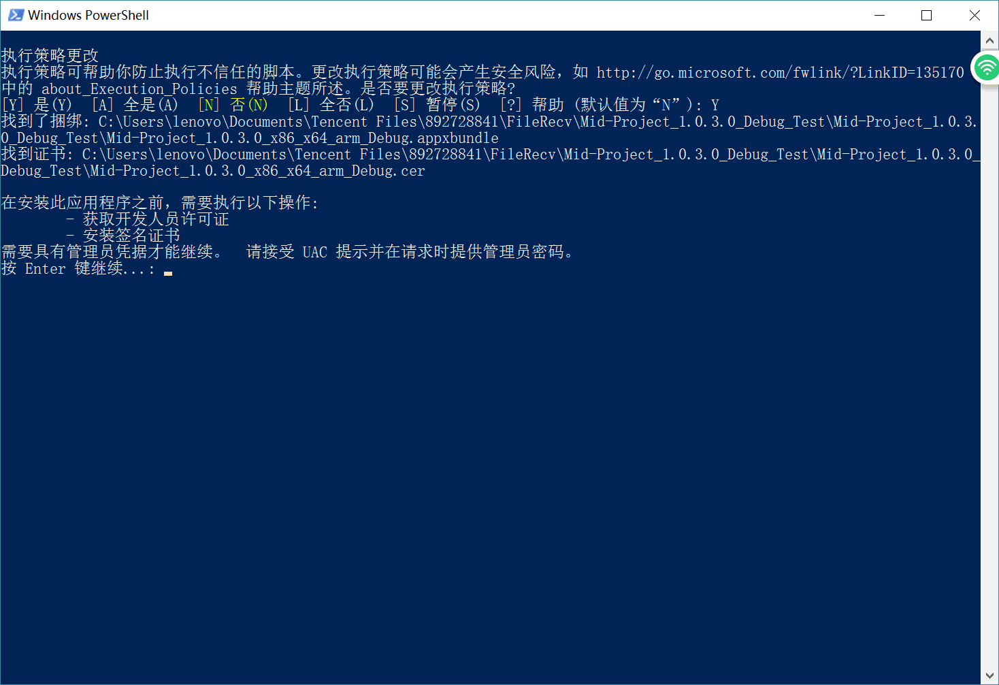 Windows PowerShell
执行策略更改
执行策略可帮助你防止执行不信任的脚本。更改执行策略可能会产生安全风险，如 http://go.microsoft.com/fwlink/?LinkID=135170
中的 about_Execution_Policies 帮助主题所述。是否要更改执行策略?
[Y] 是(Y)  [A] 全是(A)  [N] 否(N)  [L] 全否(L)  [S] 暂停(S)  [?] 帮助 (默认值为“N”): Y
找到了捆绑: C:\Users\lenovo\Documents\Tencent Files\892728841\FileRecv\Mid-Project_1.0.3.0_Debug_Test\Mid-Project_1.0.3.
0_Debug_Test\Mid-Project_1.0.3.0_x86_x64_arm_Debug.appxbundle
找到证书: C:\Users\lenovo\Documents\Tencent Files\892728841\FileRecv\Mid-Project_1.0.3.0_Debug_Test\Mid-Project_1.0.3.0_
Debug_Test\Mid-Project_1.0.3.0_x86_x64_arm_Debug.cer
在安装此应用程序之前，需要执行以下操作:
- 获取开发人员许可证
- 安装签名证书
需要具有管理员凭据才能继续。  请接受 UAC 提示并在请求时提供管理员密码。
按 Enter 键继续...: